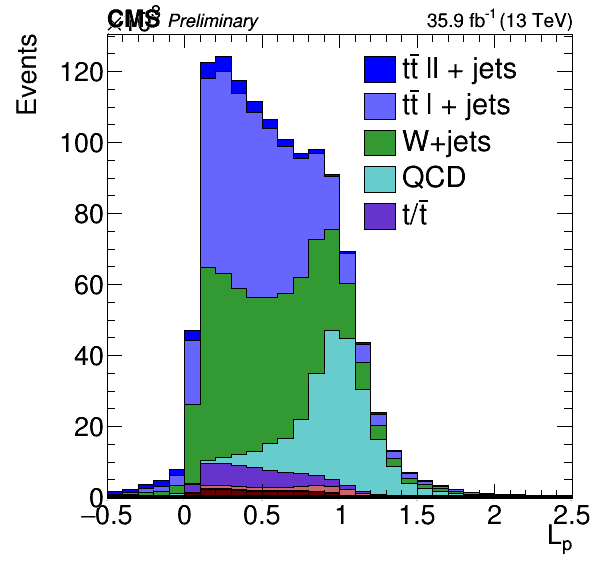 CMS Preliminary 35.9 fb⁻¹ (13 TeV)
Events
120
100
80
60
40
20
0
tt̄ ll + jets
tt̄ l + jets
W+jets
QCD
t/t̄
−0.5 0 0.5 1 1.5 2 2.5
Lₚ